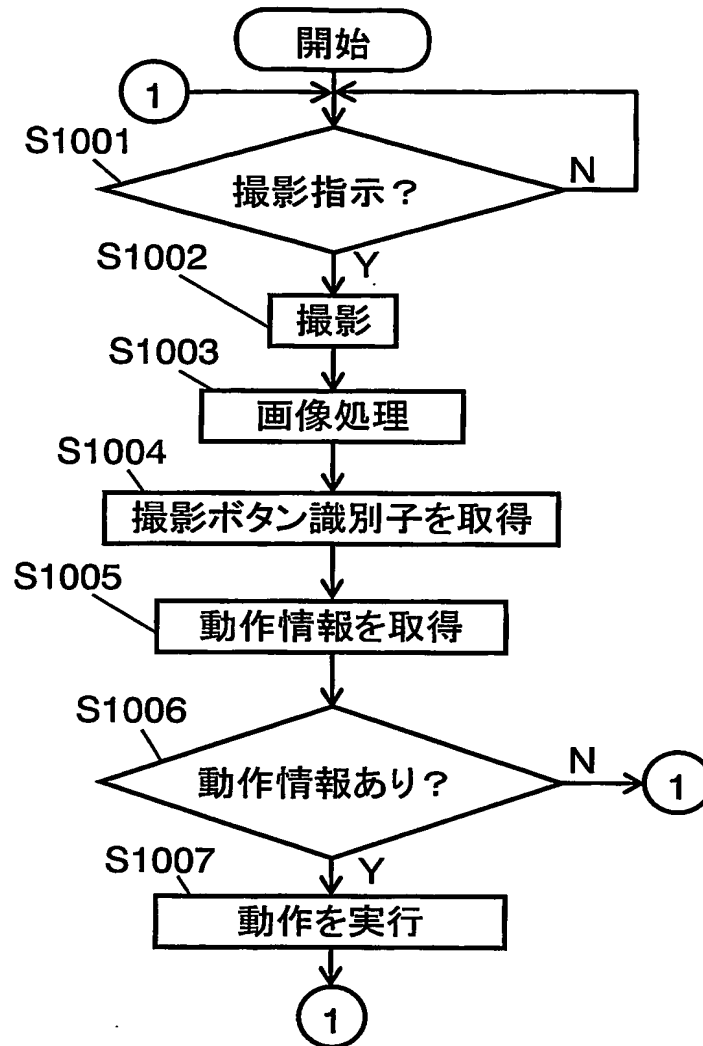 開始
1
S1001
撮影指示?
N
Y
S1002
撮影
S1003
画像処理
S1004
撮影ボタン識別子を取得
S1005
動作情報を取得
S1006
動作情報あり?
N
1
Y
S1007
動作を実行
1